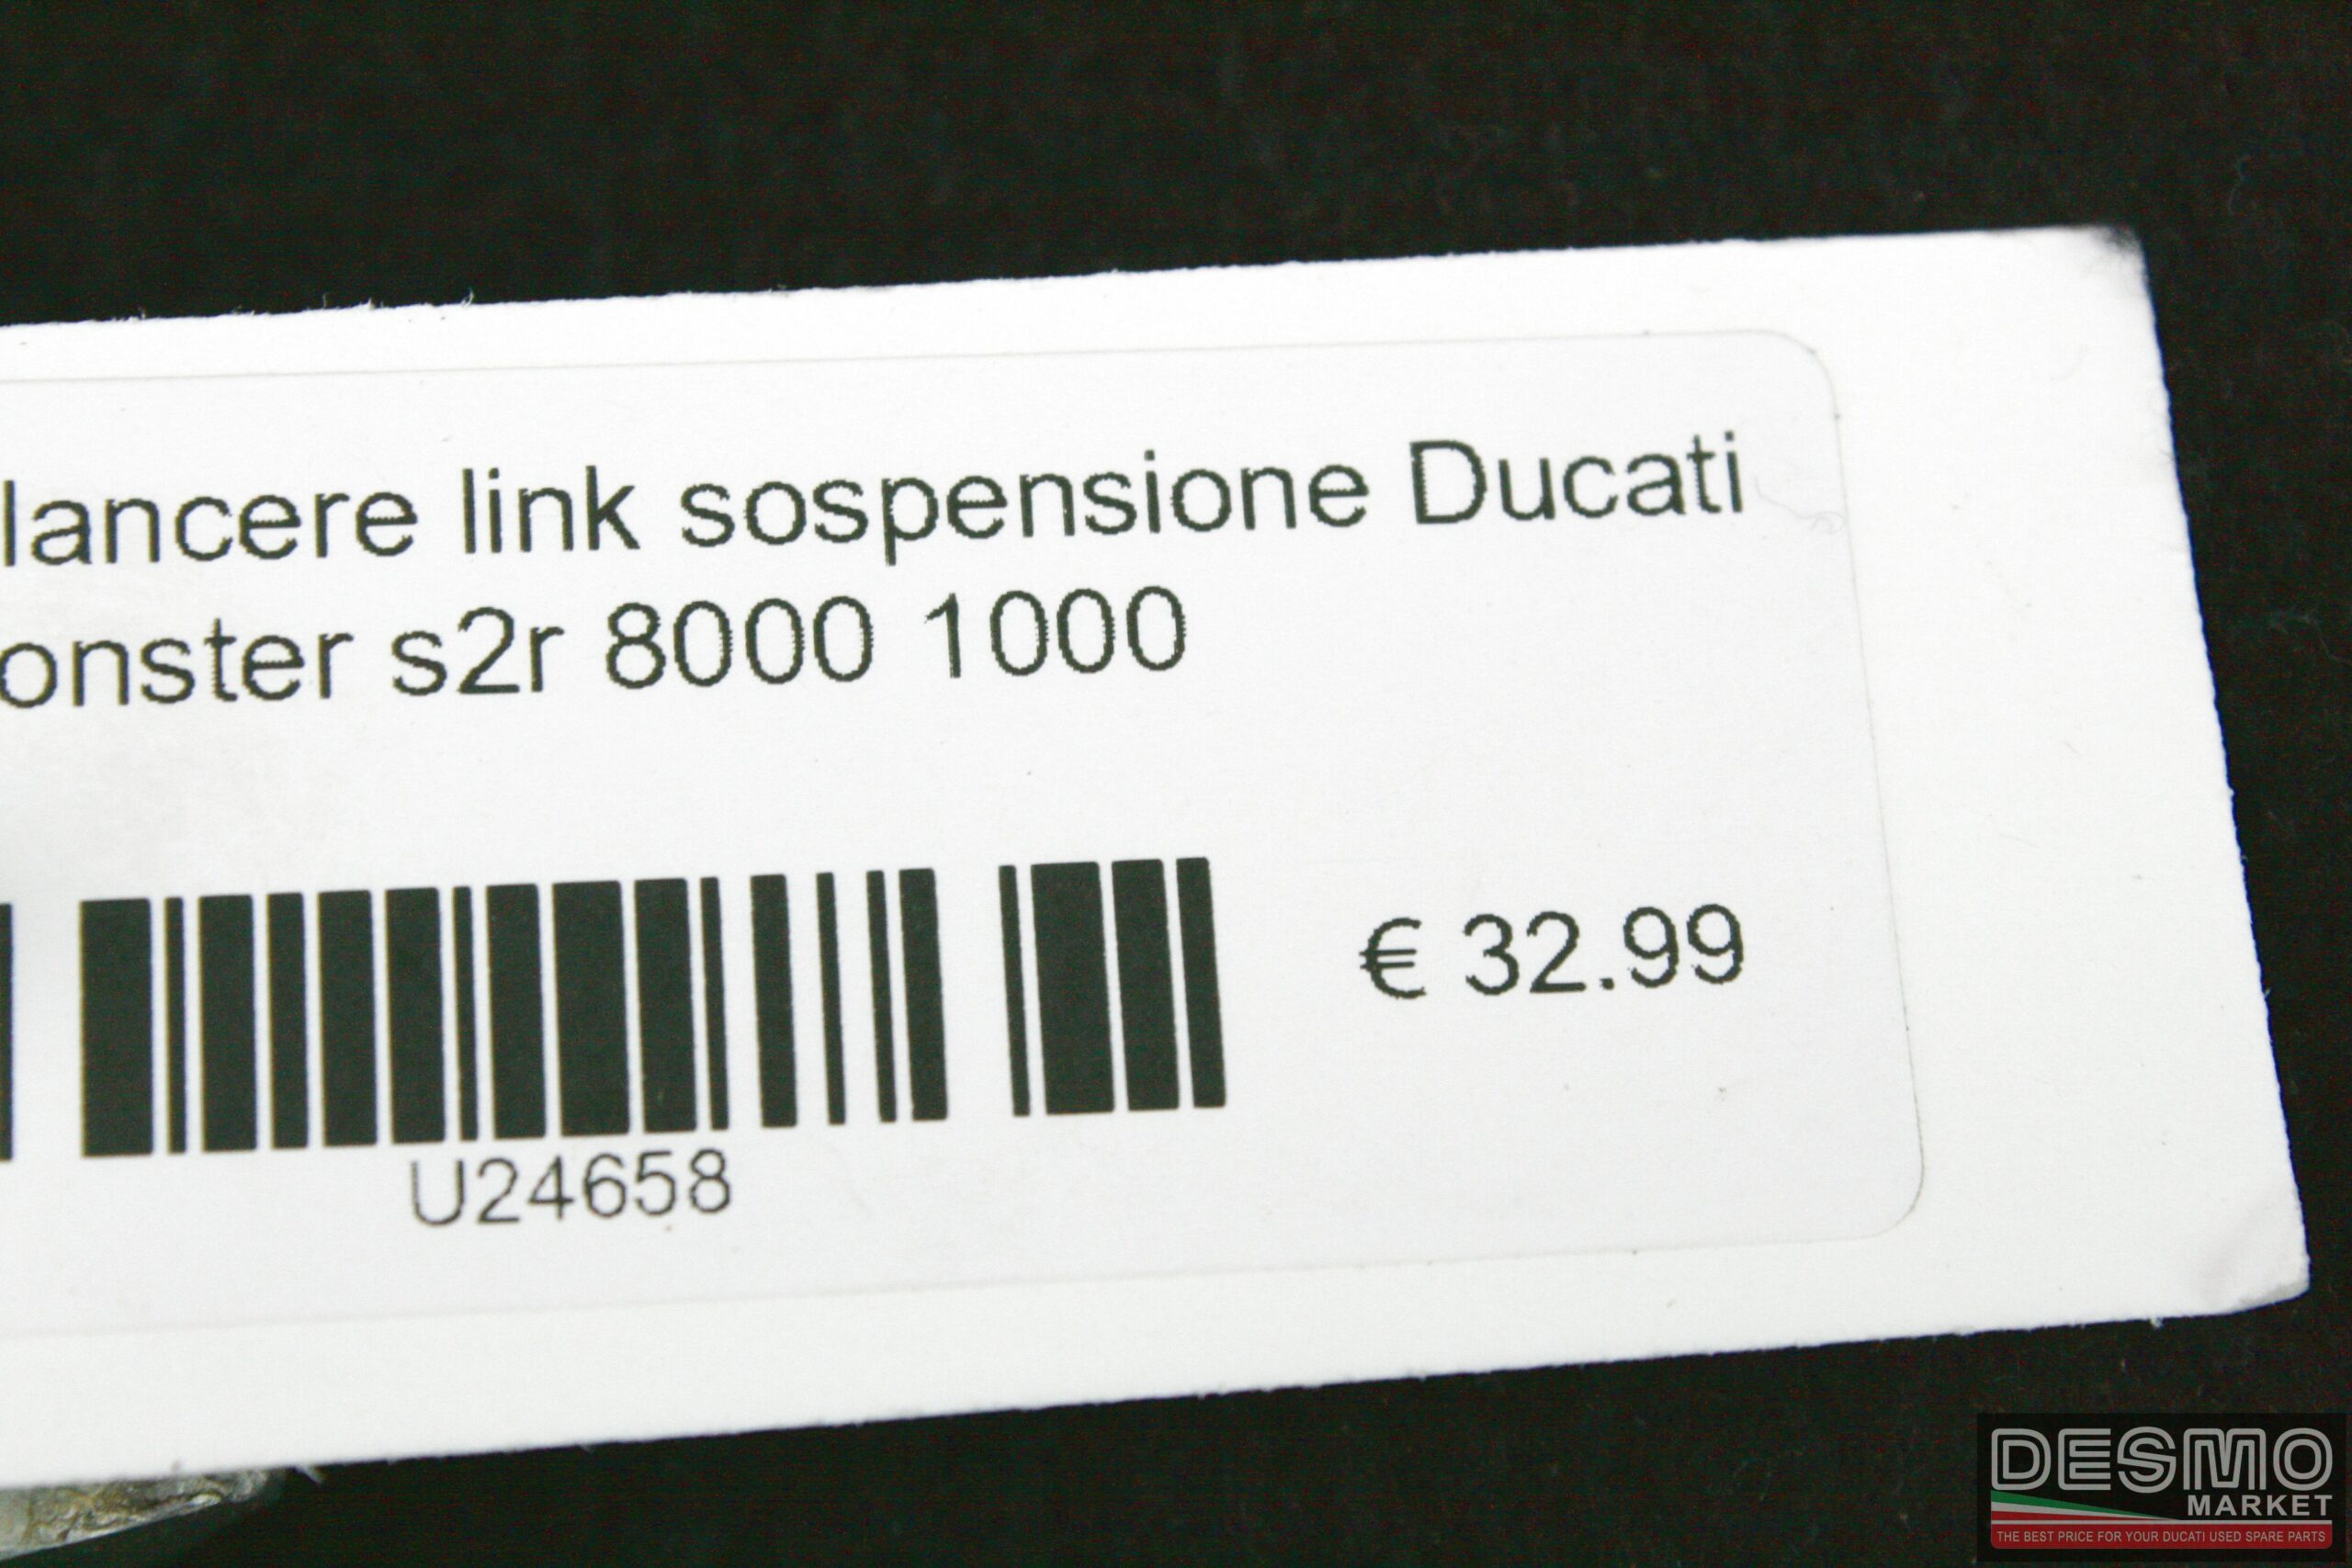 lancere link sospensione Ducati
onster s2r 8000 1000
€ 32.99
U24658
DESMO
MARKET
THE BEST PRICE FOR YOUR DUCATI USED SPARE PARTS